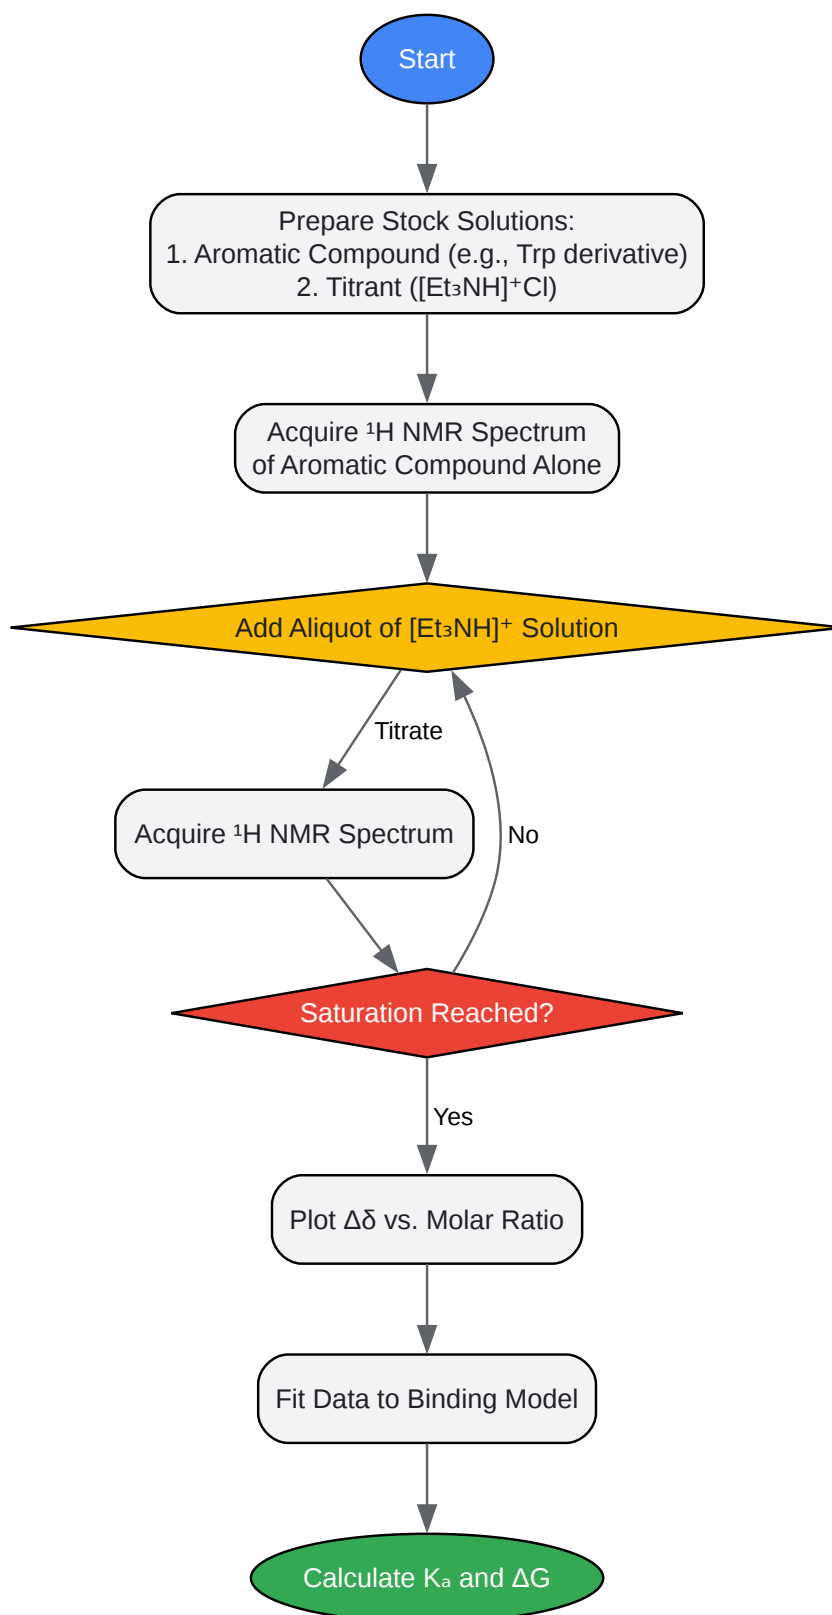 Start
Prepare Stock Solutions:
1. Aromatic Compound (e.g., Trp derivative)
2. Titrant ([Et₃NH]⁺Cl)
Acquire ¹H NMR Spectrum
of Aromatic Compound Alone
Add Aliquot of [Et₃NH]⁺ Solution
Titrate
Acquire ¹H NMR Spectrum
No
Saturation Reached?
Yes
Plot Δδ vs. Molar Ratio
Fit Data to Binding Model
Calculate Kₐ and ΔG